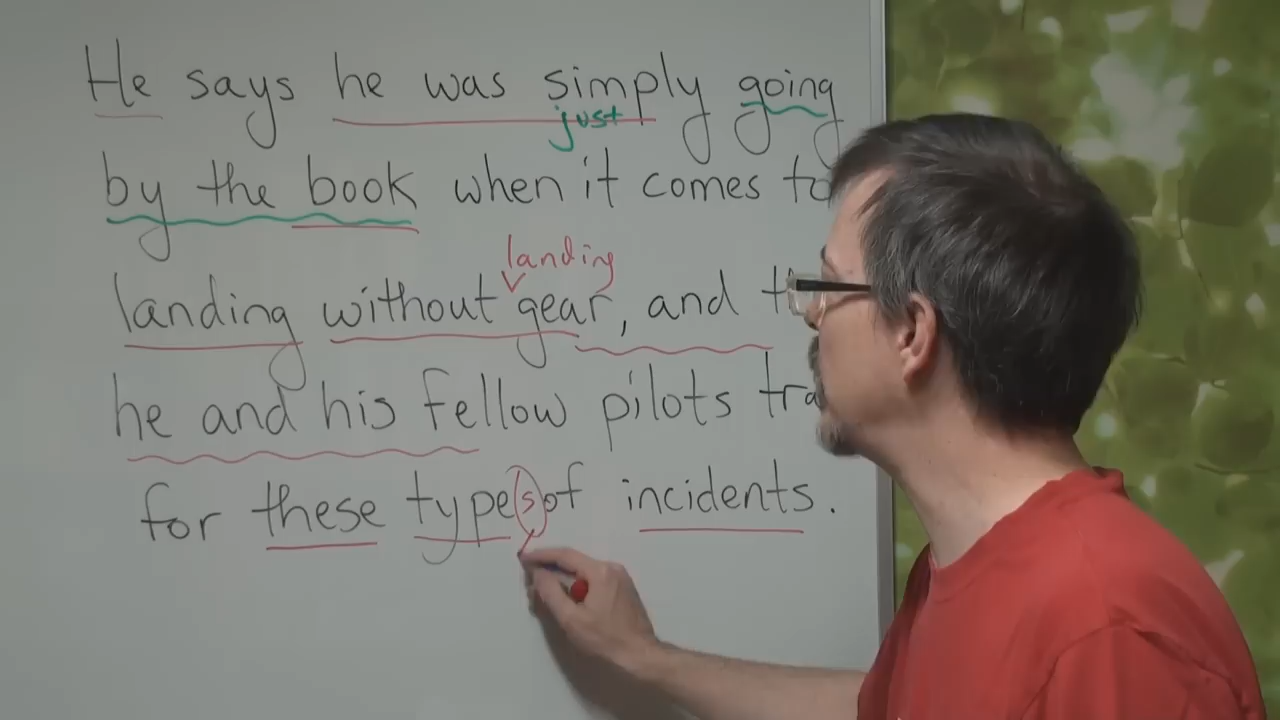 He says he was simply going
just
by the book when it comes to
landing
landing without gear, and
he and his fellow pilots
for these types of incidents.